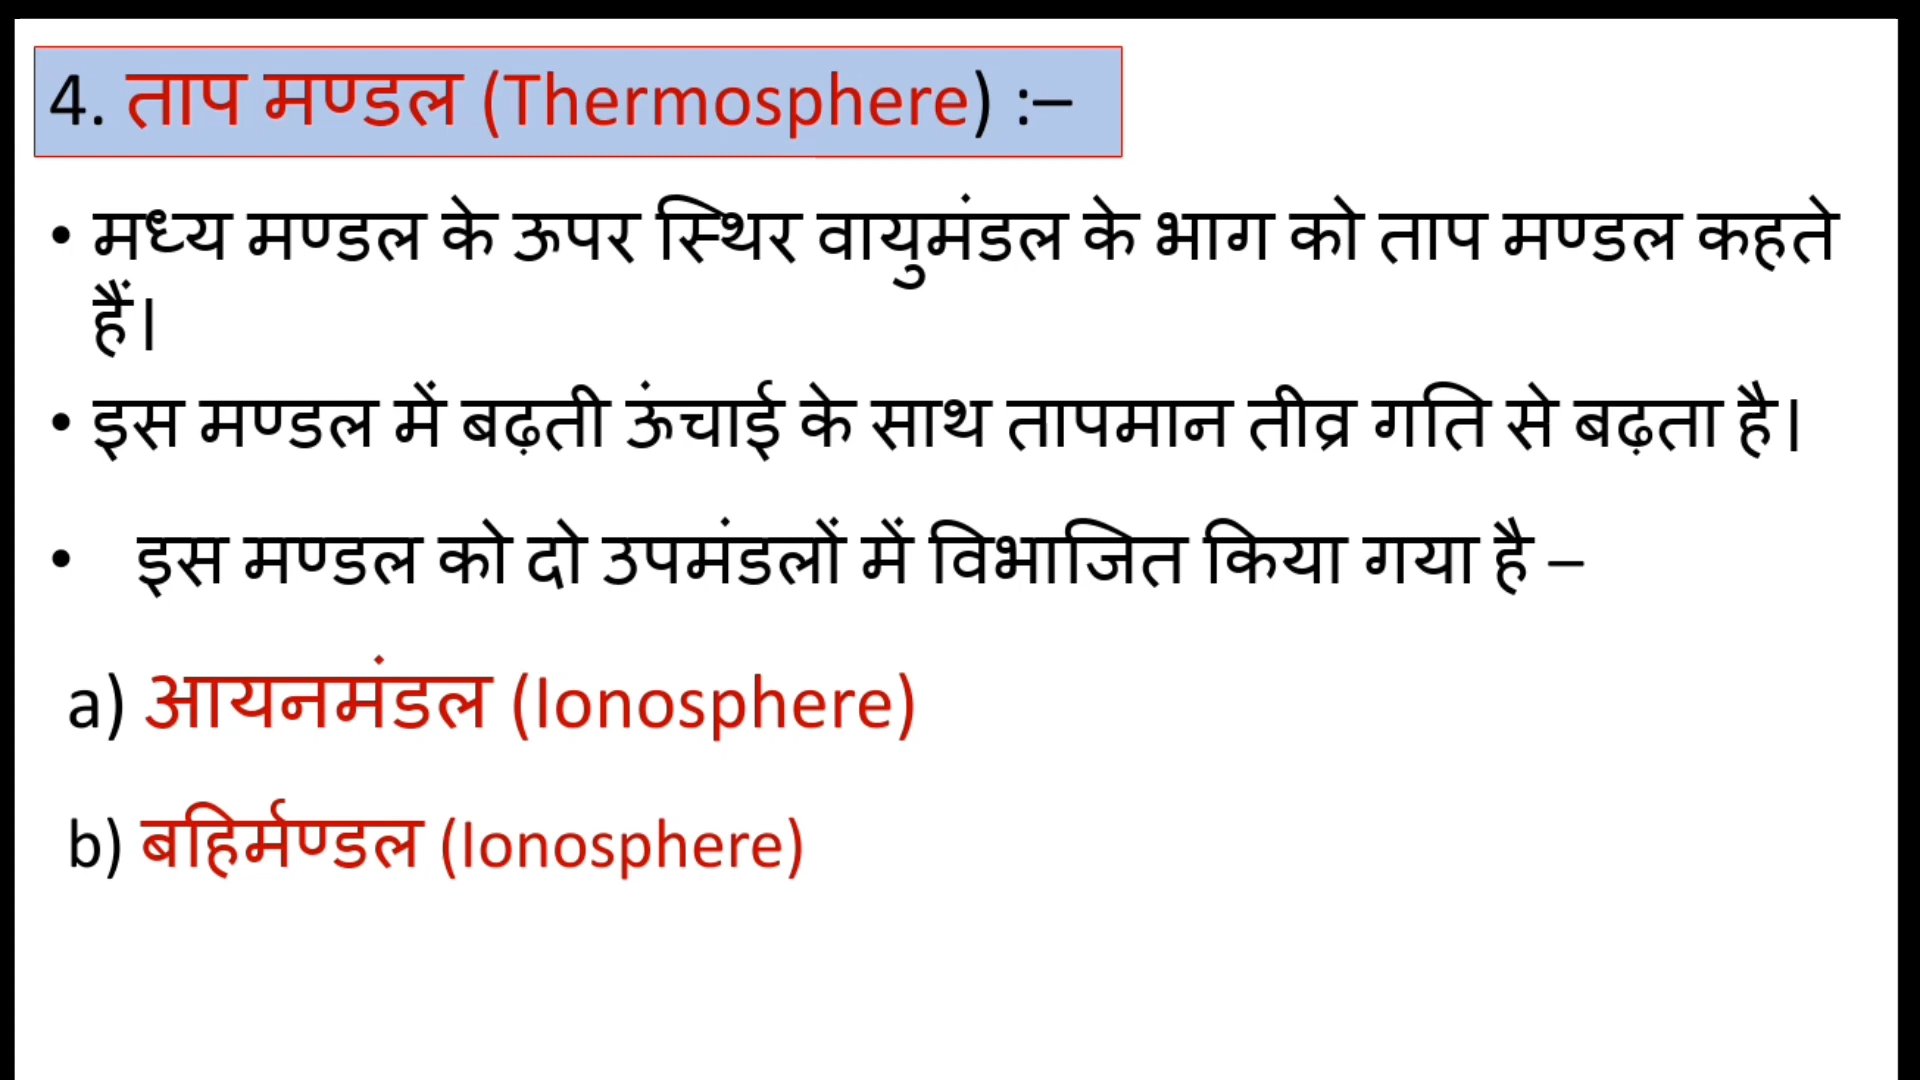 4. ताप मण्डल (Thermosphere) :–
• मध्य मण्डल के ऊपर स्थिर वायुमंडल के भाग को ताप मण्डल कहते
हैं।
• इस मण्डल में बढ़ती ऊंचाई के साथ तापमान तीव्र गति से बढ़ता है।
• इस मण्डल को दो उपमंडलों में विभाजित किया गया है –
a) आयनमंडल (Ionosphere)
b) बहिर्मण्डल (Ionosphere)